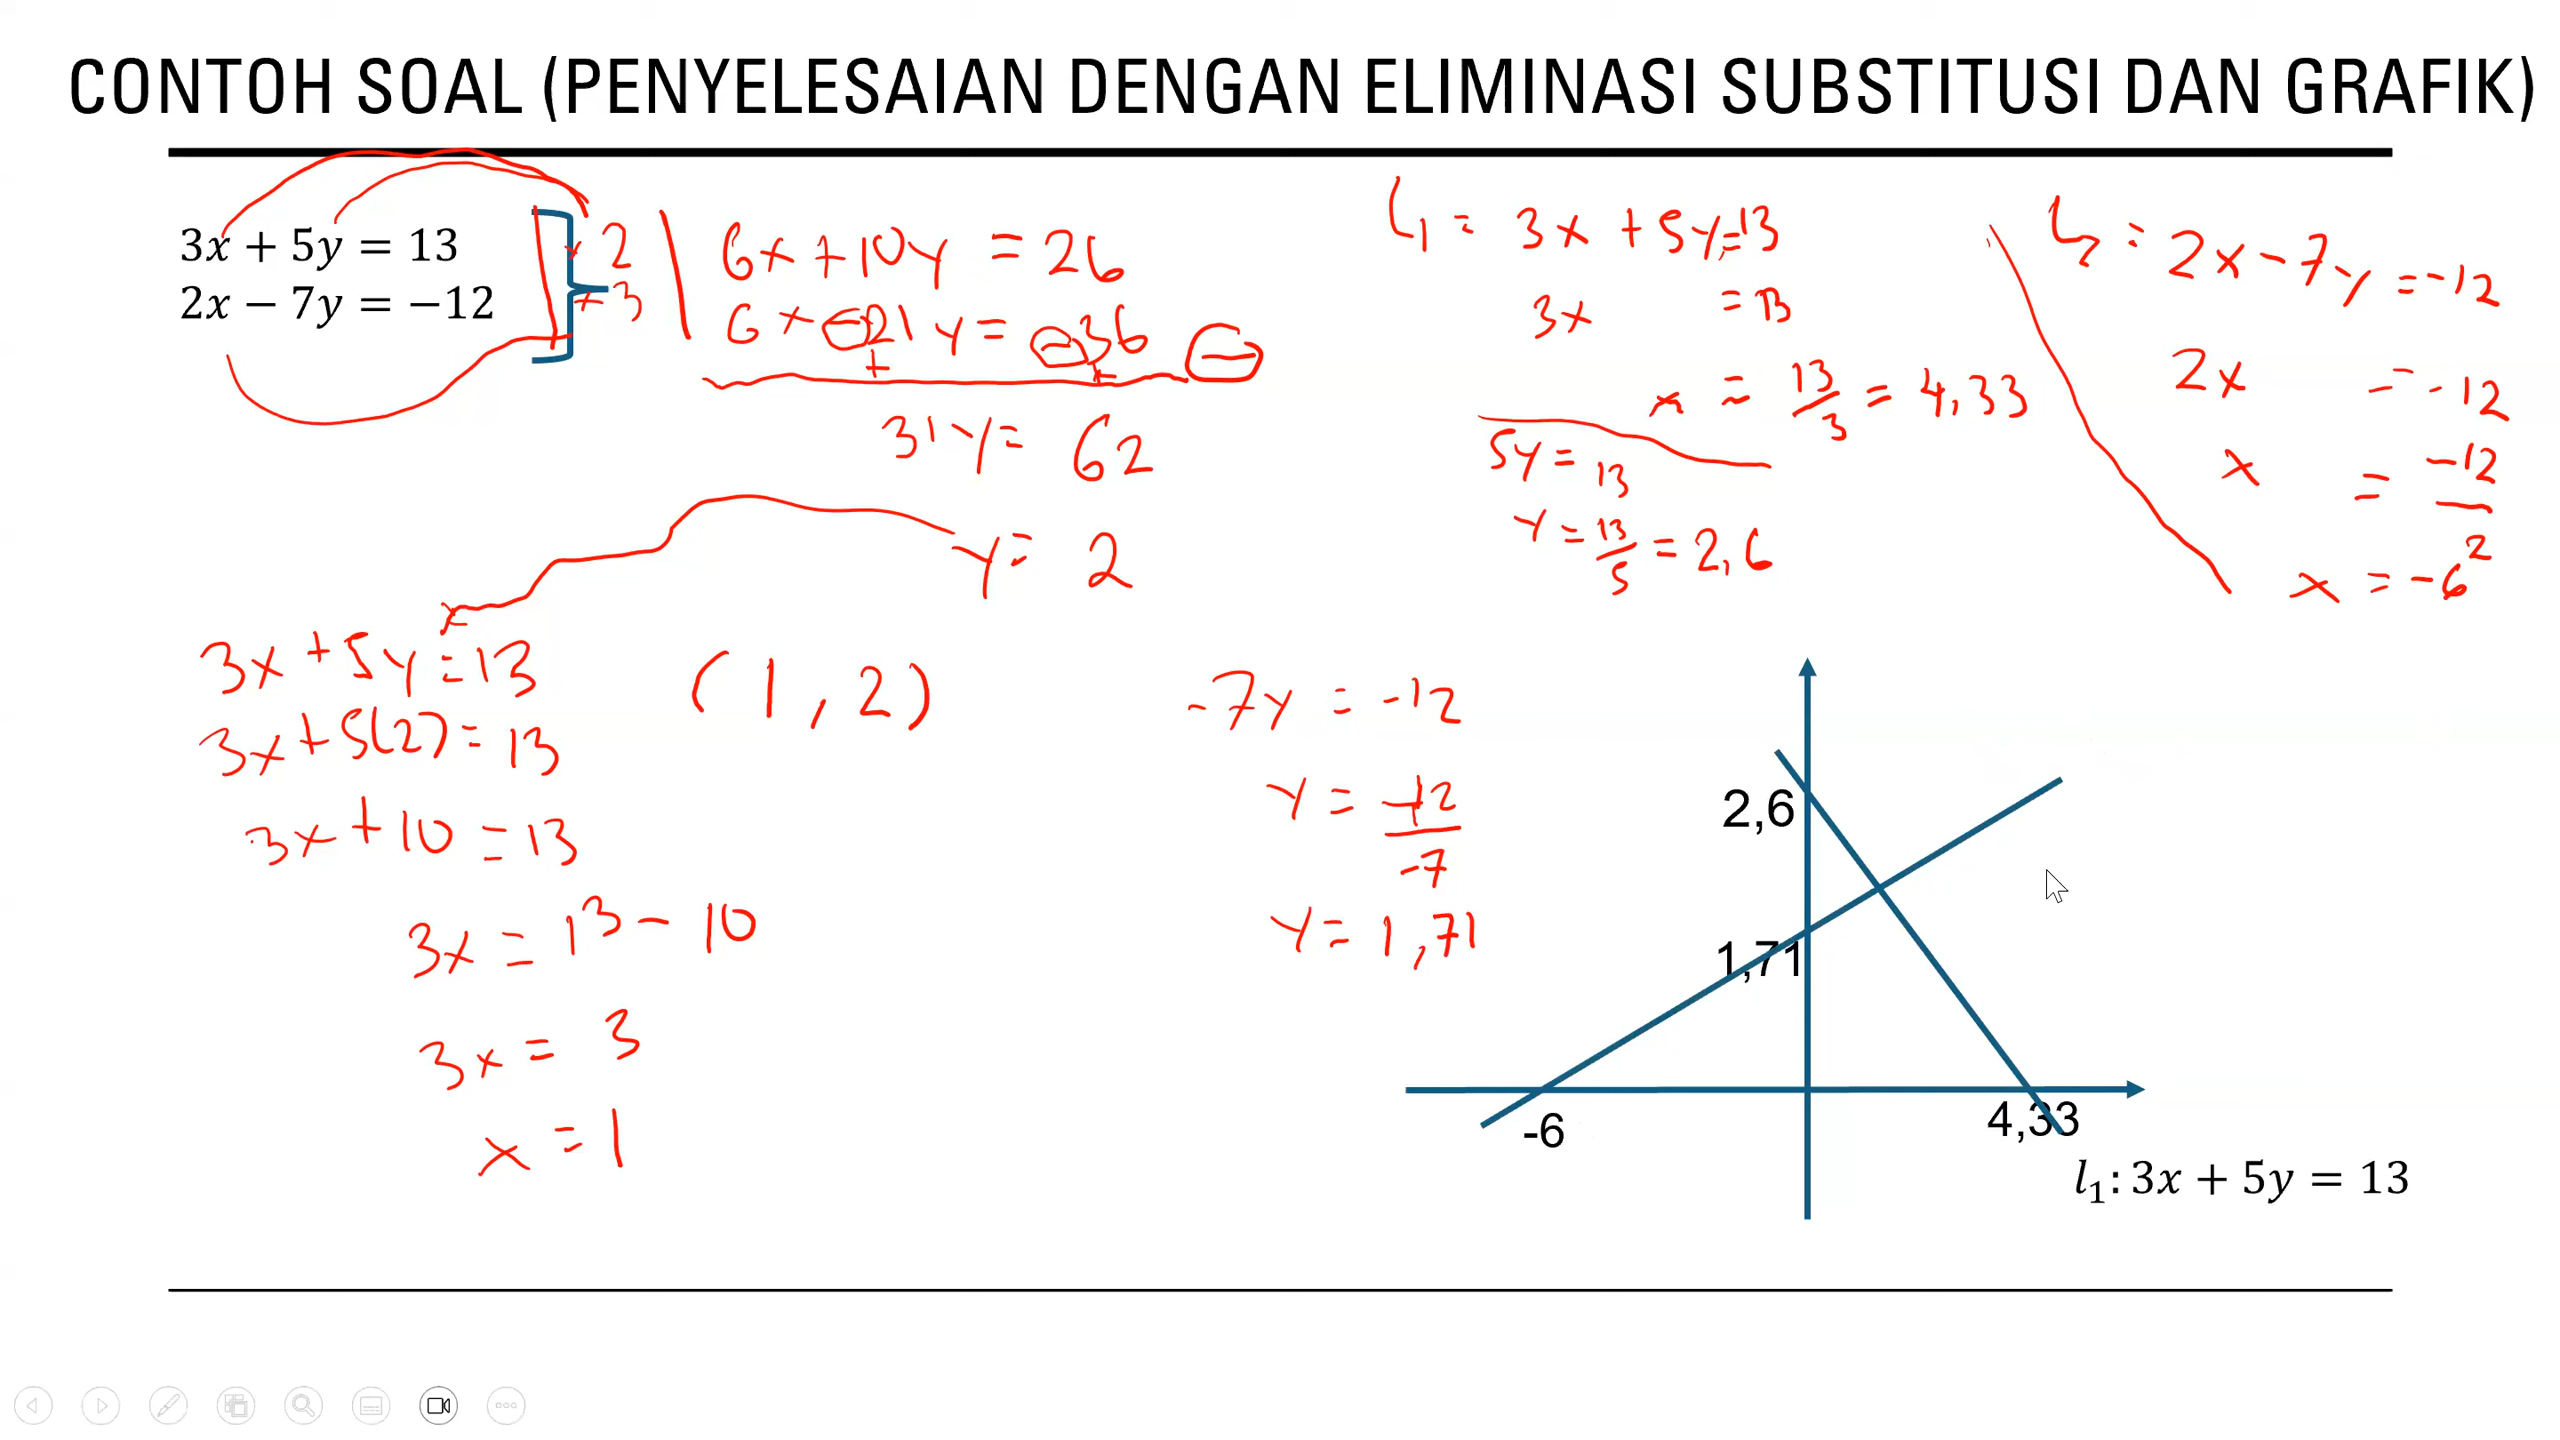 CONTOH SOAL (PENYELESAIAN DENGAN ELIMINASI SUBSTITUSI DAN GRAFIK)
3x + 5y = 13
2x − 7y = −12
× 2
× 3
6x + 10y = 26
6x − 21y = − 36 −
+ +
31y = 62
y = 2
3x + 5y = 13
3x + 5(2) = 13
3x + 10 = 13
3x = 13 - 10
3x = 3
x = 1
(1, 2)
L1 = 3x + 5y = 13
3x = 13
x = 13/3 = 4,33
5y = 13
y = 13/5 = 2,6
L2 : 2x - 7y = -12
2x = -12
x = -12/2
x = -6
-7y = -12
y = -12/-7
y = 1,71
2,6
1,71
-6
4,33
l1: 3x + 5y = 13